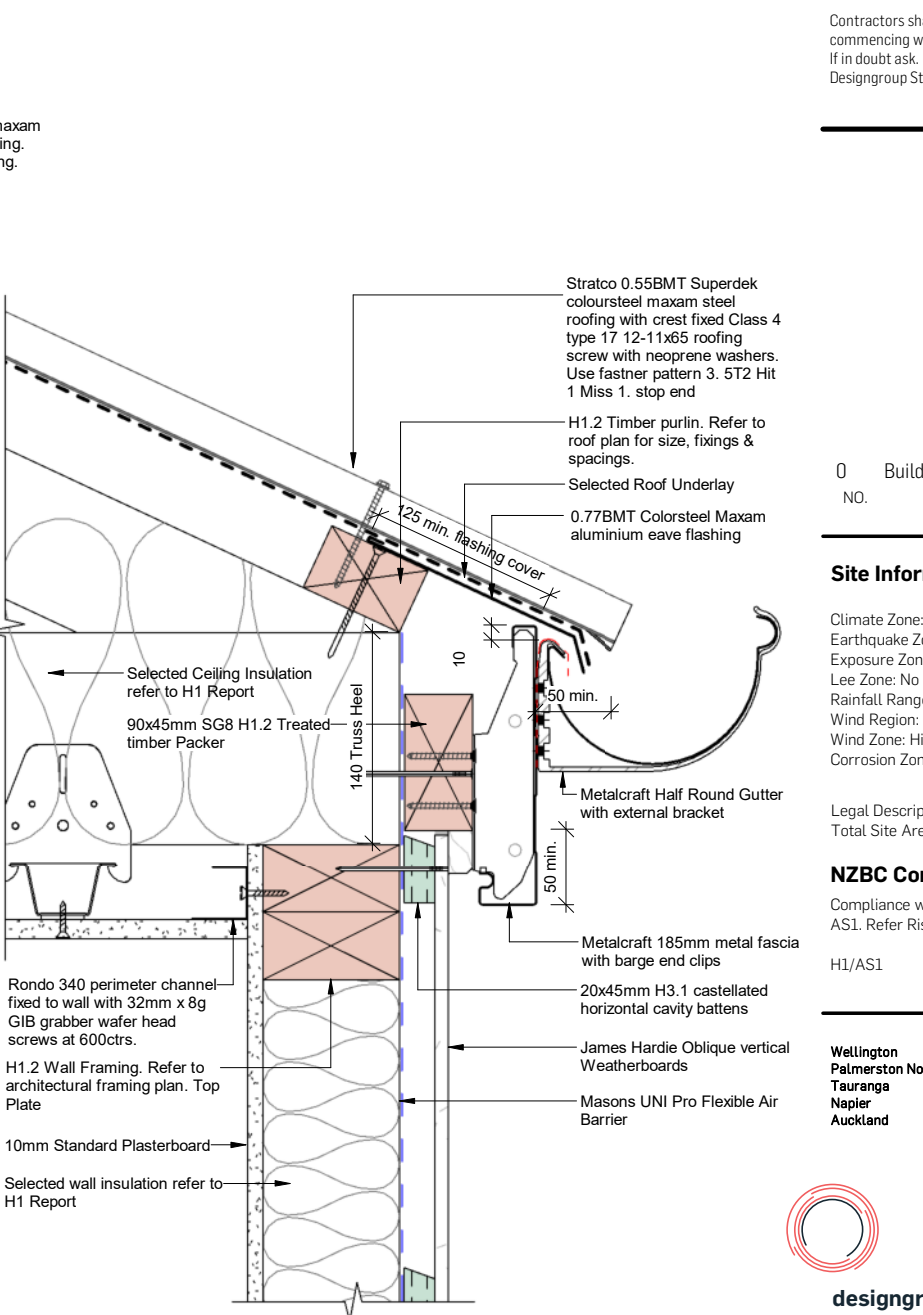 Contractors sha
commencing w
If in doubt ask.
Designgroup St
maxam
ing.
ng.
Stratco 0.55BMT Superdek
coloursteel maxam steel
roofing with crest fixed Class 4
type 17 12-11x65 roofing
screw with neoprene washers.
Use fastner pattern 3. 5T2 Hit
1 Miss 1. stop end
H1.2 Timber purlin. Refer to
roof plan for size, fixings &
spacings.
Selected Roof Underlay
0.77BMT Colorsteel Maxam
aluminium eave flashing
125 min. flashing cover
10
50 min.
Selected Ceiling Insulation
refer to H1 Report
90x45mm SG8 H1.2 Treated
timber Packer
140 Truss Heel
Metalcraft Half Round Gutter
with external bracket
50 min.
Metalcraft 185mm metal fascia
with barge end clips
20x45mm H3.1 castellated
horizontal cavity battens
James Hardie Oblique vertical
Weatherboards
Masons UNI Pro Flexible Air
Barrier
Rondo 340 perimeter channel
fixed to wall with 32mm x 8g
GIB grabber wafer head
screws at 600ctrs.
H1.2 Wall Framing. Refer to
architectural framing plan. Top
Plate
10mm Standard Plasterboard
Selected wall insulation refer to
H1 Report
0 Build
NO.
Site Infor
Climate Zone:
Earthquake Zo
Exposure Zon
Lee Zone: No
Rainfall Range
Wind Region:
Wind Zone: Hi
Corrosion Zon
Legal Descrip
Total Site Are
NZBC Co
Compliance w
AS1. Refer Ris
H1/AS1
Wellington
Palmerston No
Tauranga
Napier
Auckland
designgr